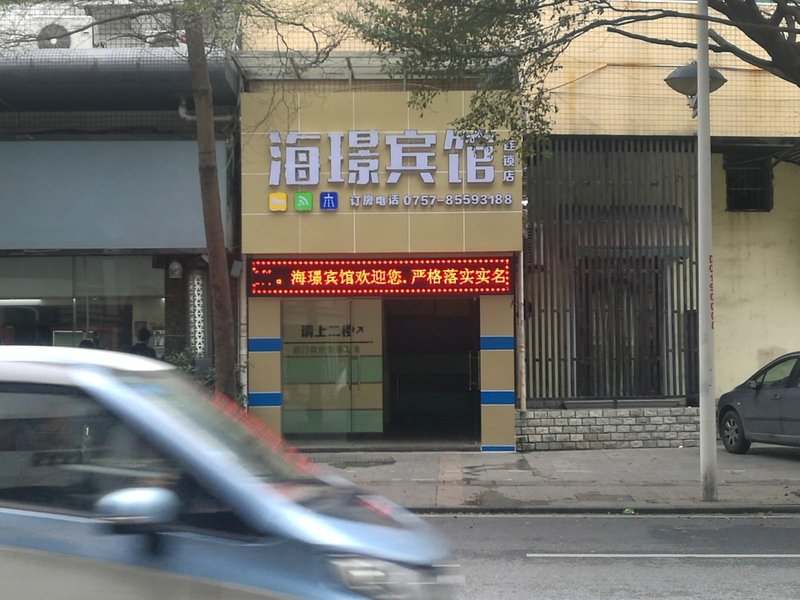 海璟宾馆
连锁店
订房电话 0757-85593188
。海璟宾馆欢迎您.严格落实实名
请上二楼↗